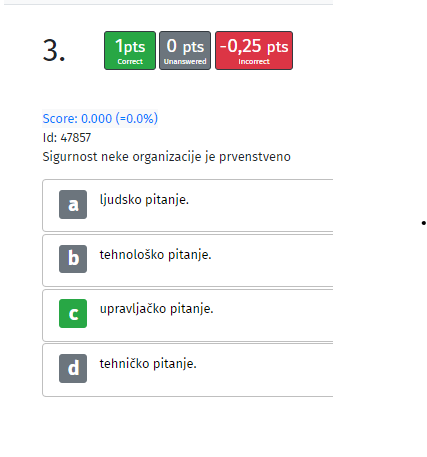 3.
1pts 0 pts -0,25 pts
Correct Unanswered Incorrect
Score: 0.000 (=0.0%)
Id: 47857
Sigurnost neke organizacije je prvenstveno
a ljudsko pitanje.
b tehnološko pitanje.
c upravljačko pitanje.
d tehničko pitanje.